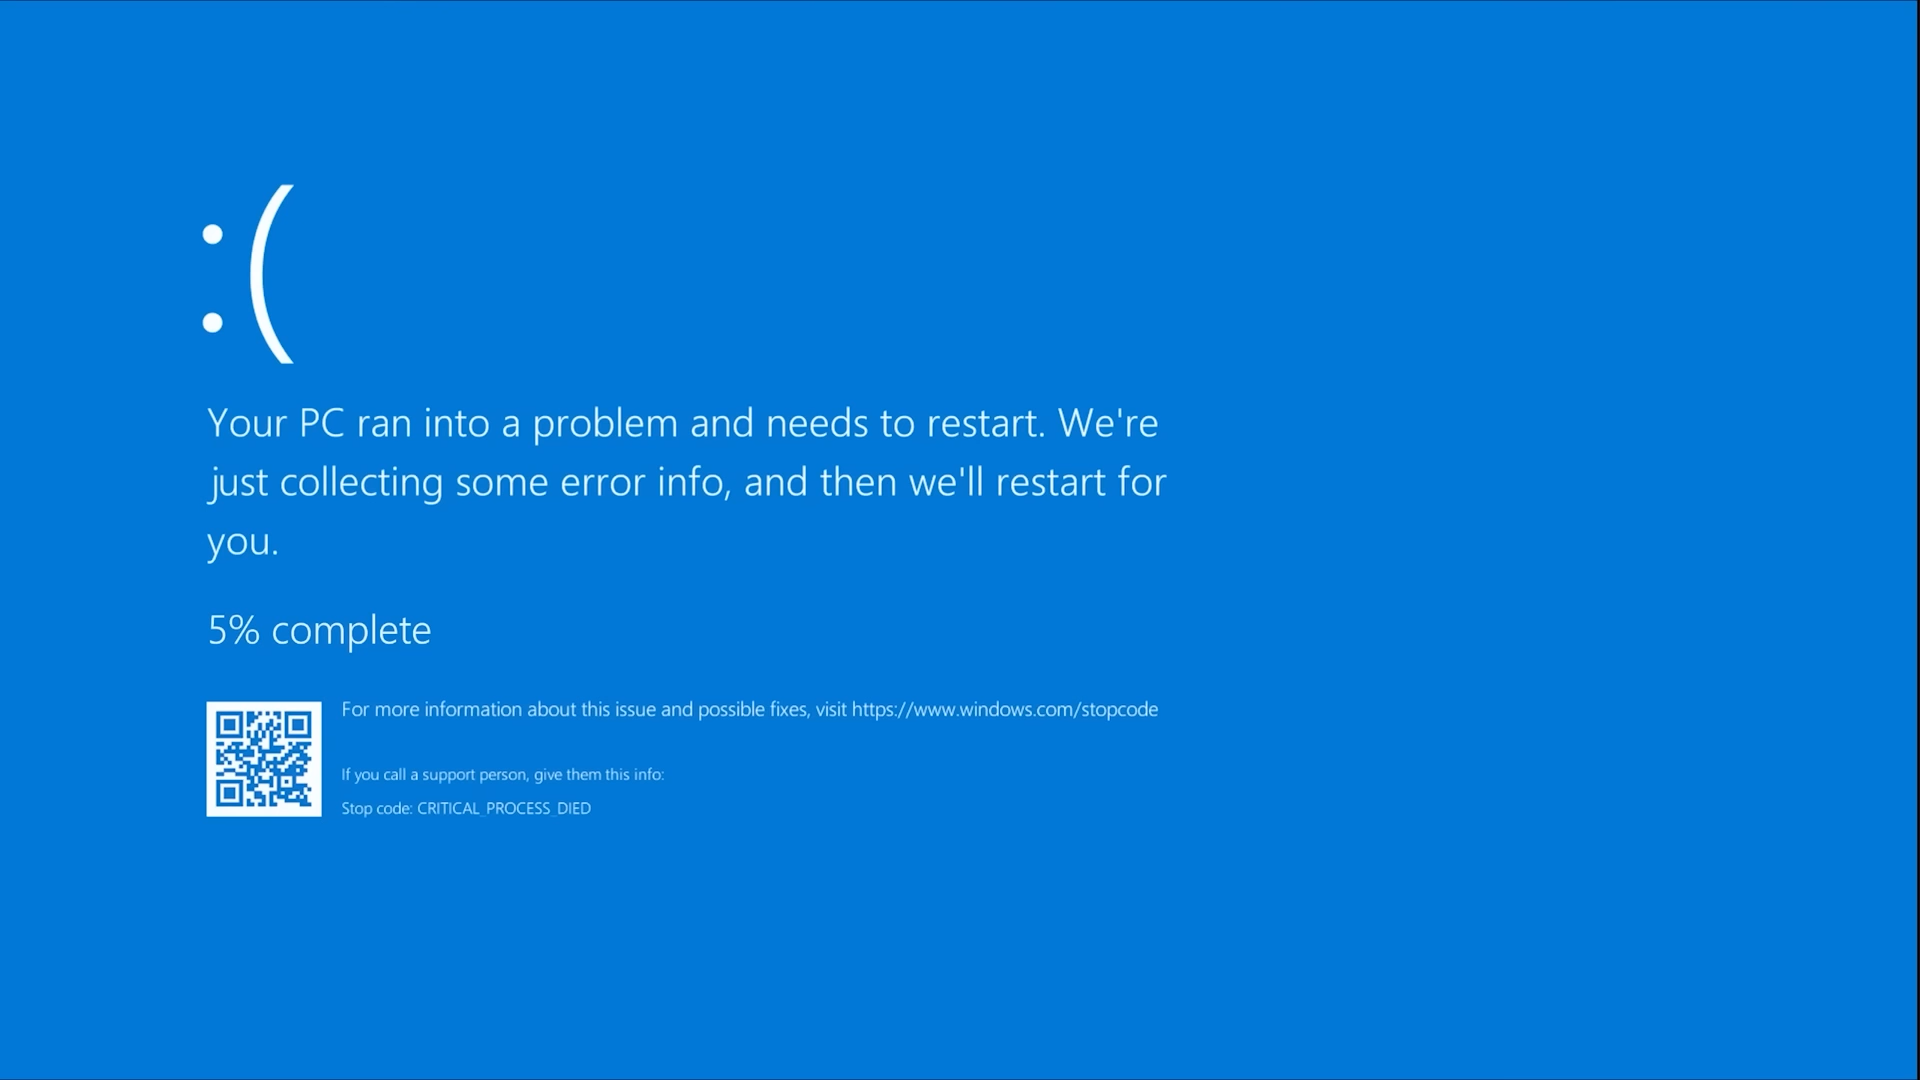 :(
Your PC ran into a problem and needs to restart. We're
just collecting some error info, and then we'll restart for
you.
5% complete
For more information about this issue and possible fixes, visit https://www.windows.com/stopcode
If you call a support person, give them this info:
Stop code: CRITICAL_PROCESS_DIED